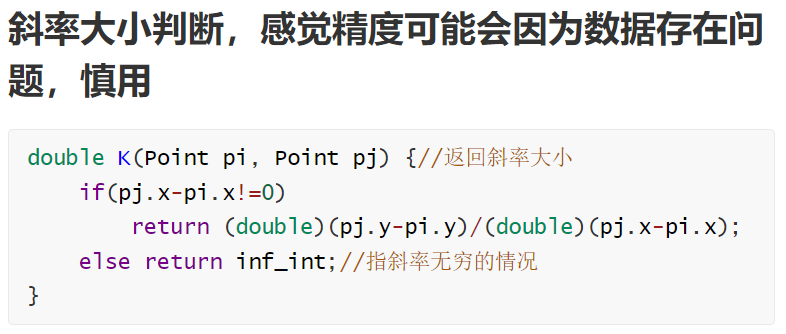 斜率大小判断，感觉精度可能会因为数据存在问
题，慎用
double K(Point pi, Point pj) {//返回斜率大小
    if(pj.x-pi.x!=0)
        return (double)(pj.y-pi.y)/(double)(pj.x-pi.x);
    else return inf_int;//指斜率无穷的情况
}